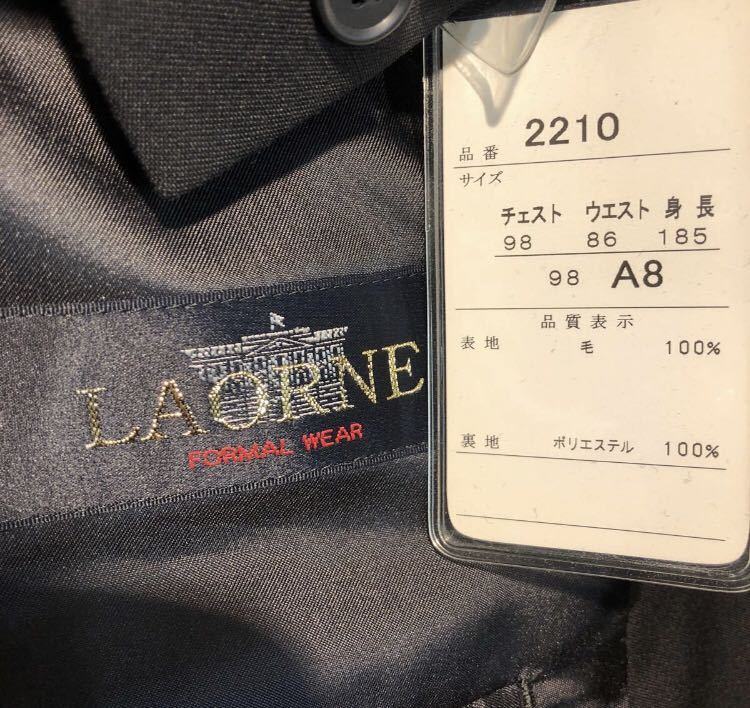 LAORNE
FORMAL WEAR
品番 2210
サイズ
チェスト ウエスト 身長
98 86 185
98 A8
品質表示
表地 毛 100%
裏地 ポリエステル 100%